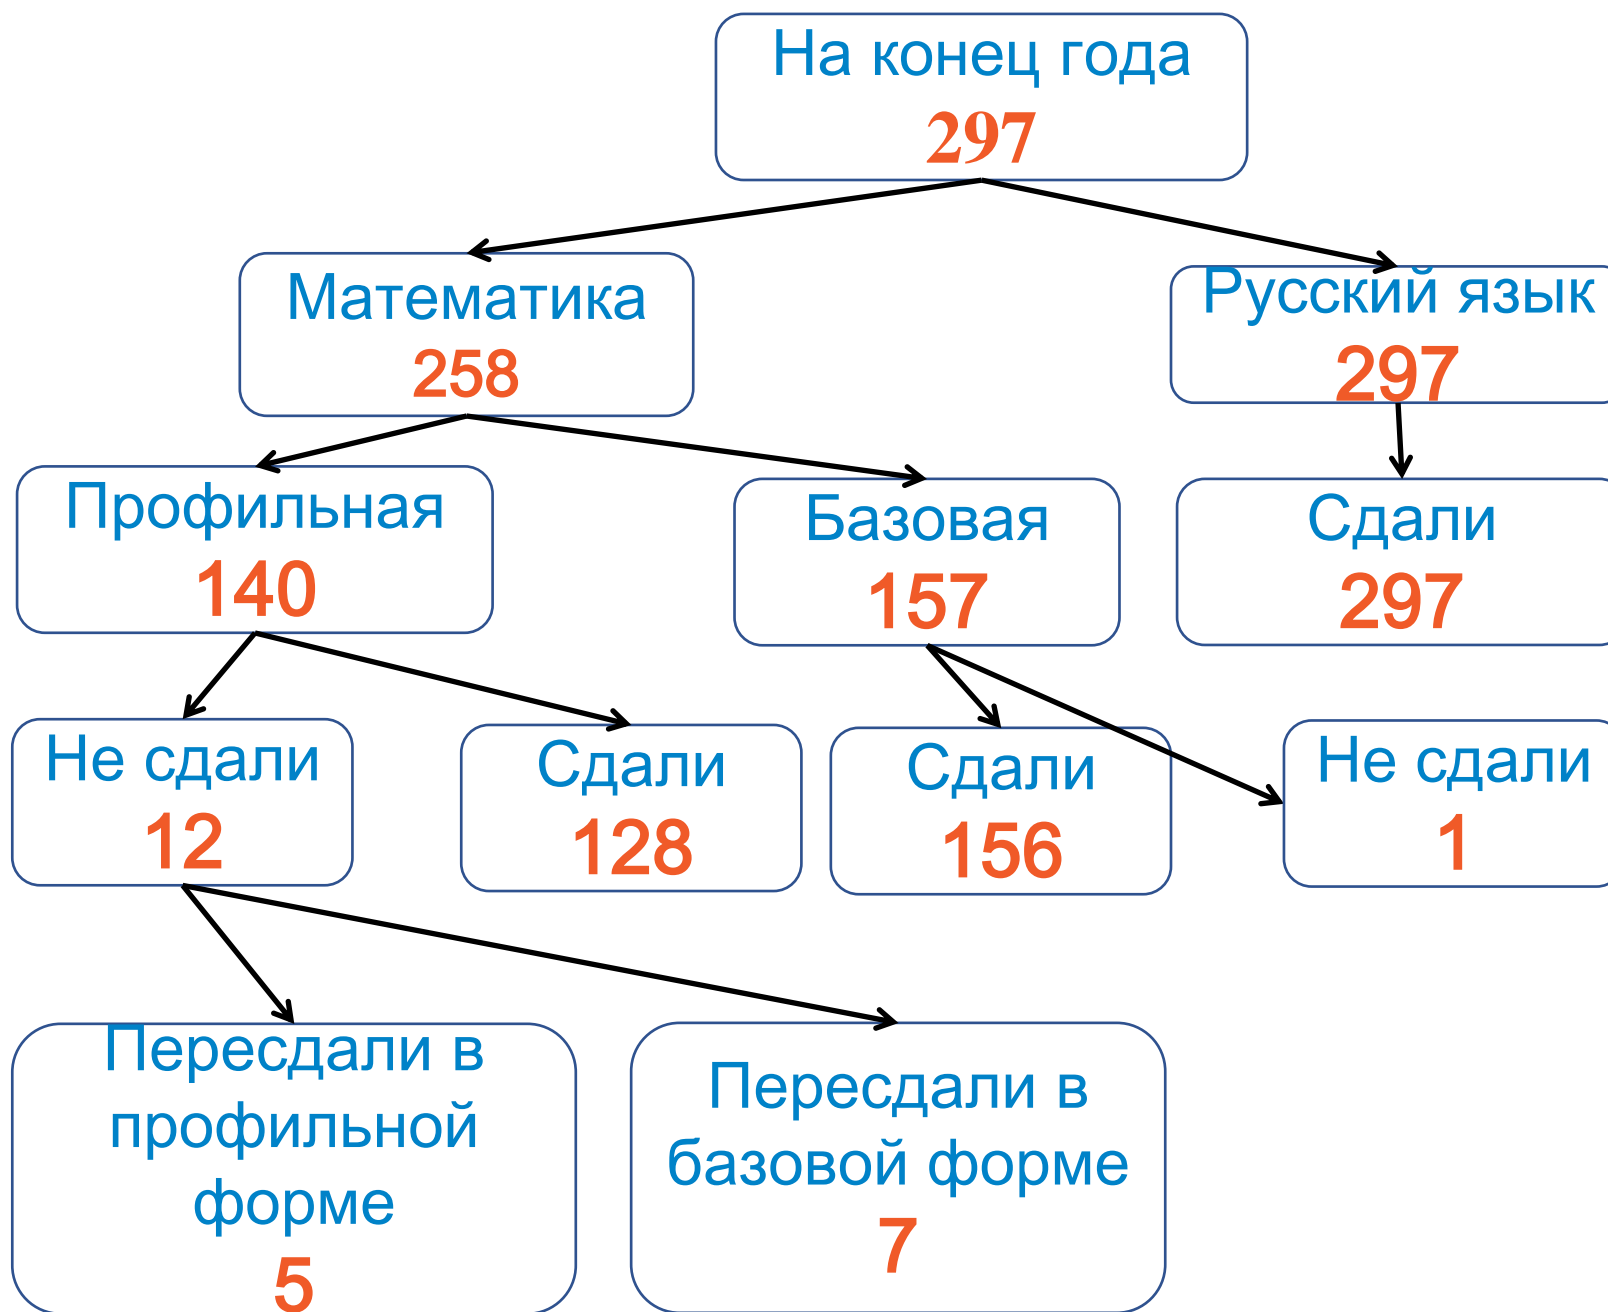 На конец года
297
Математика
258
Русский язык
297
Профильная
140
Базовая
157
Сдали
297
Не сдали
12
Сдали
128
Сдали
156
Не сдали
1
Пересдали в
профильной
форме
5
Пересдали в
базовой форме
7